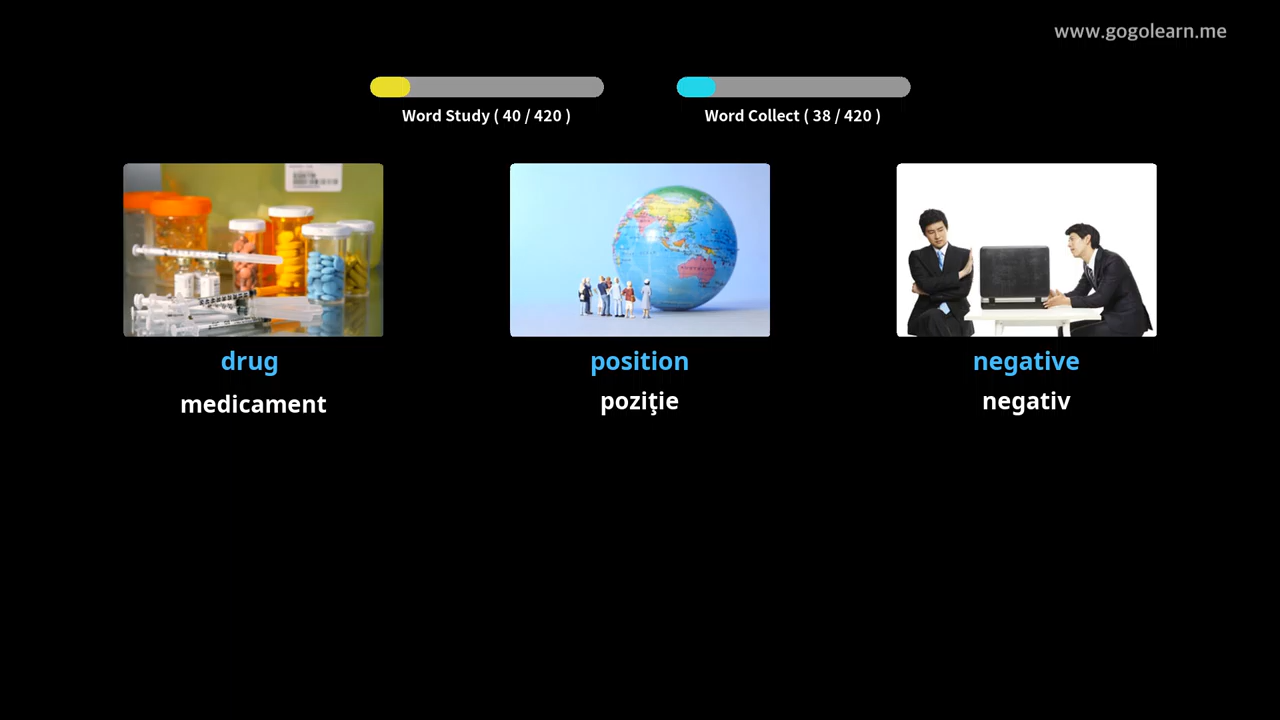 www.gogolearn.me
Word Study ( 40 / 420 )
Word Collect ( 38 / 420 )
drug
position
negative
medicament
poziţie
negativ